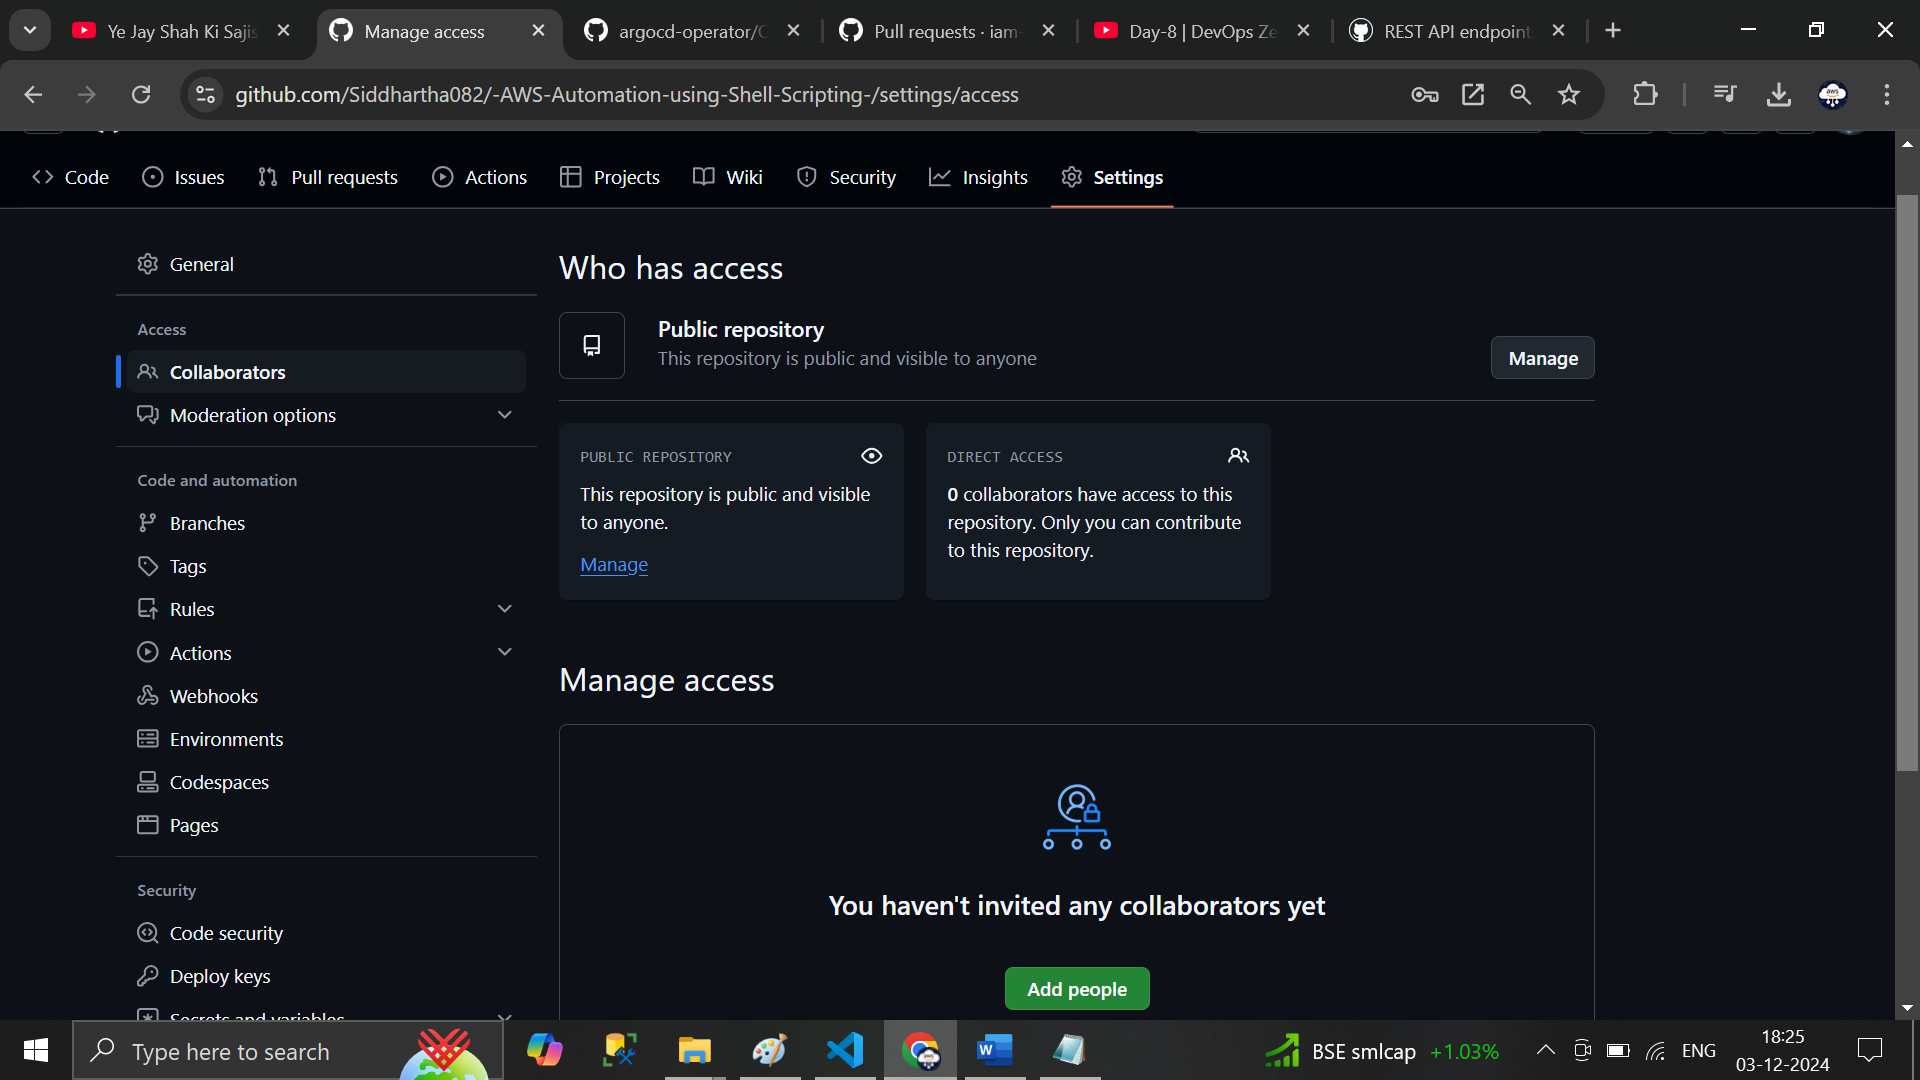 Ye Jay Shah Ki Sajis
Manage access
argocd-operator/C
Pull requests · iam-
Day-8 | DevOps Ze
REST API endpoint
github.com/Siddhartha082/-AWS-Automation-using-Shell-Scripting-/settings/access
Code
Issues
Pull requests
Actions
Projects
Wiki
Security
Insights
Settings
General
Access
Collaborators
Moderation options
Code and automation
Branches
Tags
Rules
Actions
Webhooks
Environments
Codespaces
Pages
Security
Code security
Deploy keys
Secrets and variables
Who has access
Public repository
This repository is public and visible to anyone
Manage
PUBLIC REPOSITORY
This repository is public and visible
to anyone.
Manage
DIRECT ACCESS
0 collaborators have access to this
repository. Only you can contribute
to this repository.
Manage access
You haven't invited any collaborators yet
Add people
Type here to search
BSE smlcap +1.03%
ENG
18:25
03-12-2024